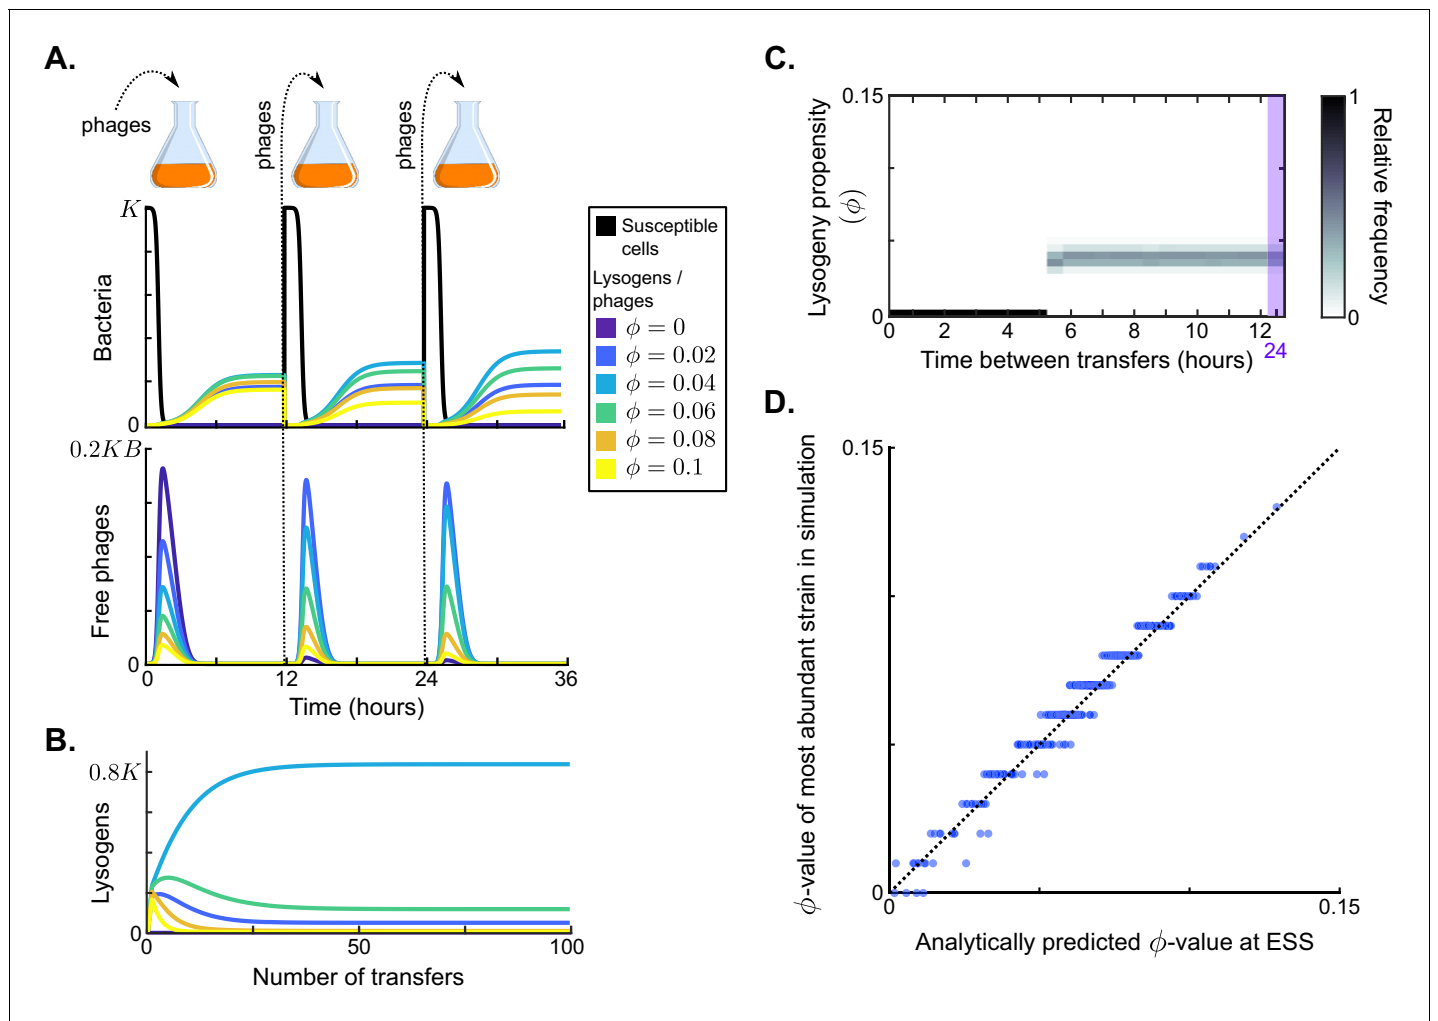 A.
phages
phages
phages
K
Bacteria
0
0.2KB
Free phages
0
0
12
24
36
Time (hours)
Susceptible
cells
Lysogens /
phages
ϕ = 0
ϕ = 0.02
ϕ = 0.04
ϕ = 0.06
ϕ = 0.08
ϕ = 0.1
B.
0.8K
Lysogens
0
0
50
100
Number of transfers
C.
0.15
Lysogeny propensity
(ϕ)
0
0
2
4
6
8
10
12
24
Time between transfers (hours)
1
0
Relative frequency
D.
0.15
ϕ-value of most abundant strain in simulation
0
0
0.15
Analytically predicted ϕ-value at ESS